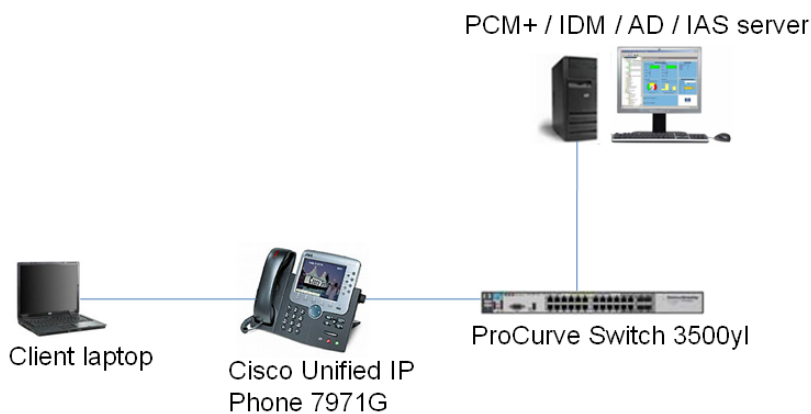 PCM+ / IDM / AD / IAS server
Client laptop
Cisco Unified IP
Phone 7971G
ProCurve Switch 3500yl